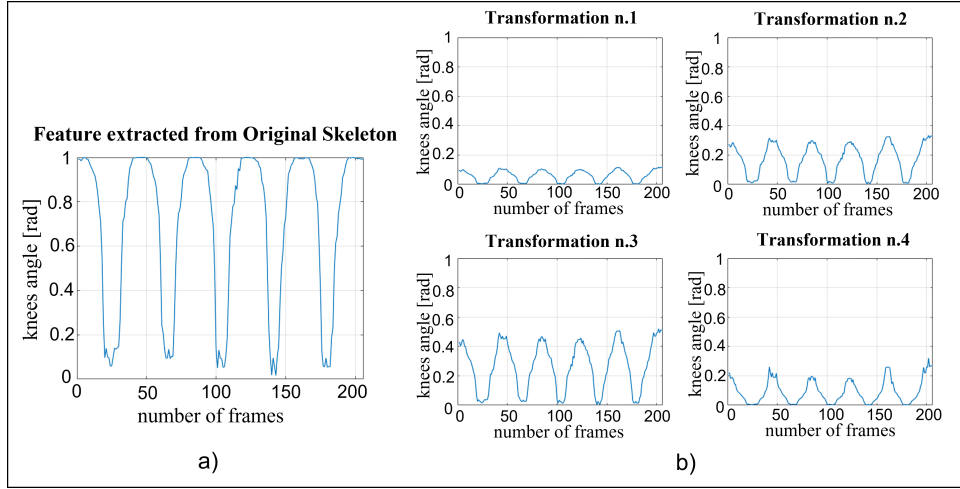 Feature extracted from Original Skeleton
knees angle [rad]
1
0.8
0.6
0.4
0.2
0
0 50 100 150 200
number of frames
a)
Transformation n.1
knees angle [rad]
1
0.8
0.6
0.4
0.2
0
0 50 100 150 200
number of frames
Transformation n.2
knees angle [rad]
1
0.8
0.6
0.4
0.2
0
0 50 100 150 200
number of frames
Transformation n.3
knees angle [rad]
1
0.8
0.6
0.4
0.2
0
0 50 100 150 200
number of frames
Transformation n.4
knees angle [rad]
1
0.8
0.6
0.4
0.2
0
0 50 100 150 200
number of frames
b)